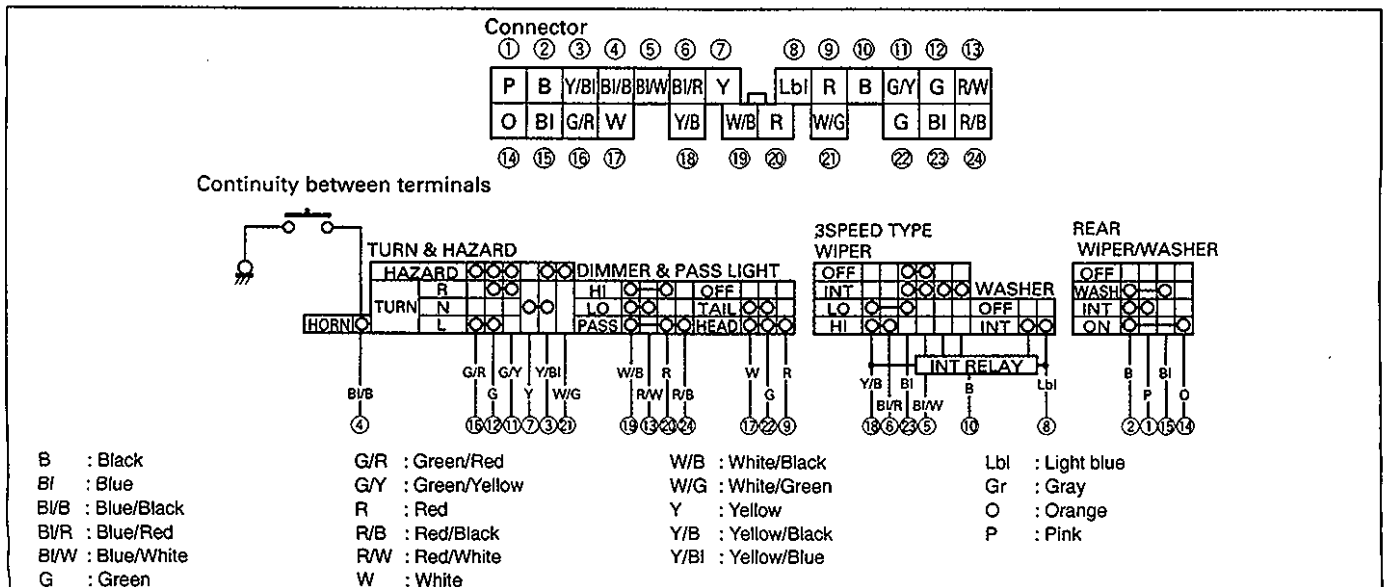 Connector
① ② ③ ④ ⑤ ⑥ ⑦ ⑧ ⑨ ⑩ ⑪ ⑫ ⑬
P B Y/Bl Bl/B Bl/W Bl/R Y Lbl R B G/Y G R/W
O Bl G/R W Y/B W/B R W/G G Bl R/B
⑭ ⑮ ⑯ ⑰ ⑱ ⑲ ⑳ ㉑ ㉒ ㉓ ㉔
Continuity between terminals
HORN
Bl/B
④
TURN & HAZARD
HAZARD
TURN
R
N
L
G/R G G/Y Y Y/Bl W/G
⑯ ⑫ ⑪ ⑦ ③ ㉑
DIMMER & PASS LIGHT
HI OFF
LO TAIL
PASS HEAD
W/B R/W R R/B W G R
⑲ ⑬ ⑳ ㉔ ⑰ ㉒ ⑨
3SPEED TYPE
WIPER
OFF
INT
LO
HI
WASHER
OFF
INT
INT RELAY
Y/B Bl/R Bl Bl/W B Lbl
⑱ ⑥ ㉓ ⑤ ⑩ ⑧
REAR
WIPER/WASHER
OFF
WASH
INT
ON
B P Bl O
② ① ⑮ ⑭
B : Black
Bl : Blue
Bl/B : Blue/Black
Bl/R : Blue/Red
Bl/W : Blue/White
G : Green
G/R : Green/Red
G/Y : Green/Yellow
R : Red
R/B : Red/Black
R/W : Red/White
W : White
W/B : White/Black
W/G : White/Green
Y : Yellow
Y/B : Yellow/Black
Y/Bl : Yellow/Blue
Lbl : Light blue
Gr : Gray
O : Orange
P : Pink